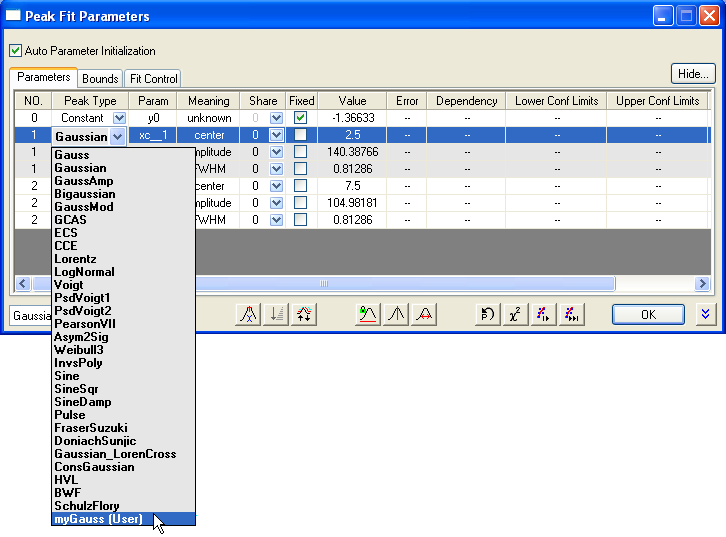 Peak Fit Parameters
Auto Parameter Initialization
Parameters Bounds Fit Control Hide...
NO. Peak Type Param Meaning Share Fixed Value Error Dependency Lower Conf Limits Upper Conf Limits
0 Constant y0 unknown 0 -1.36633 -- -- -- --
1 Gaussian xc__1 center 0 2.5 -- -- -- --
1 mplitude 0 140.38766 -- -- -- --
1 FWHM 0 0.81286 -- -- -- --
2 center 0 7.5 -- -- -- --
2 mplitude 0 104.98181 -- -- -- --
2 FWHM 0 0.81286 -- -- -- --
Gauss
Gaussian
GaussAmp
Bigaussian
GaussMod
GCAS
ECS
CCE
Lorentz
LogNormal
Voigt
PsdVoigt1
PsdVoigt2
PearsonVII
Asym2Sig
Weibull3
InvsPoly
Sine
SineSqr
SineDamp
Pulse
FraserSuzuki
DoniachSunjic
Gaussian_LorenCross
ConsGaussian
HVL
BWF
SchulzFlory
myGauss (User)
Gaussia P χ² OK